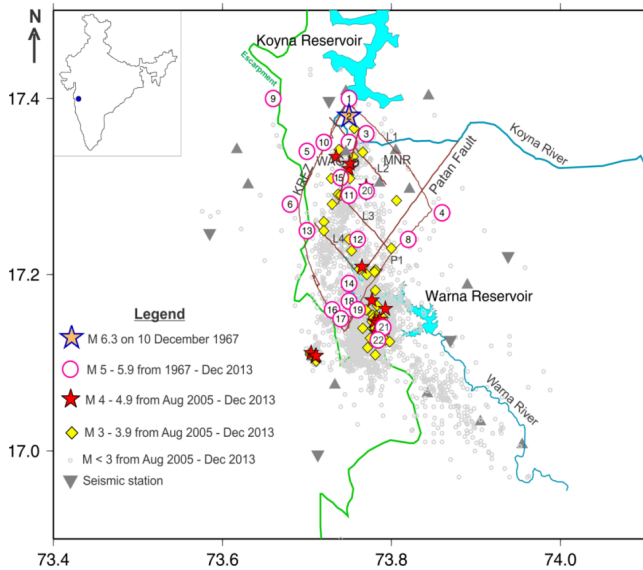 N
Koyna Reservoir
Escarpment
17.4
9
1
3
L1
Koyna River
10
7
5
L2
MNR
Patan Fault
KRF
15
20
6
11
4
L3
13
L4
12
8
P1
17.2
14
Warna Reservoir
18
16
19
17
21
22
Legend
M 6.3 on 10 December 1967
M 5 - 5.9 from 1967 - Dec 2013
M 4 - 4.9 from Aug 2005 - Dec 2013
M 3 - 3.9 from Aug 2005 - Dec 2013
M < 3 from Aug 2005 - Dec 2013
Seismic station
Warna River
17.0
73.4
73.6
73.8
74.0